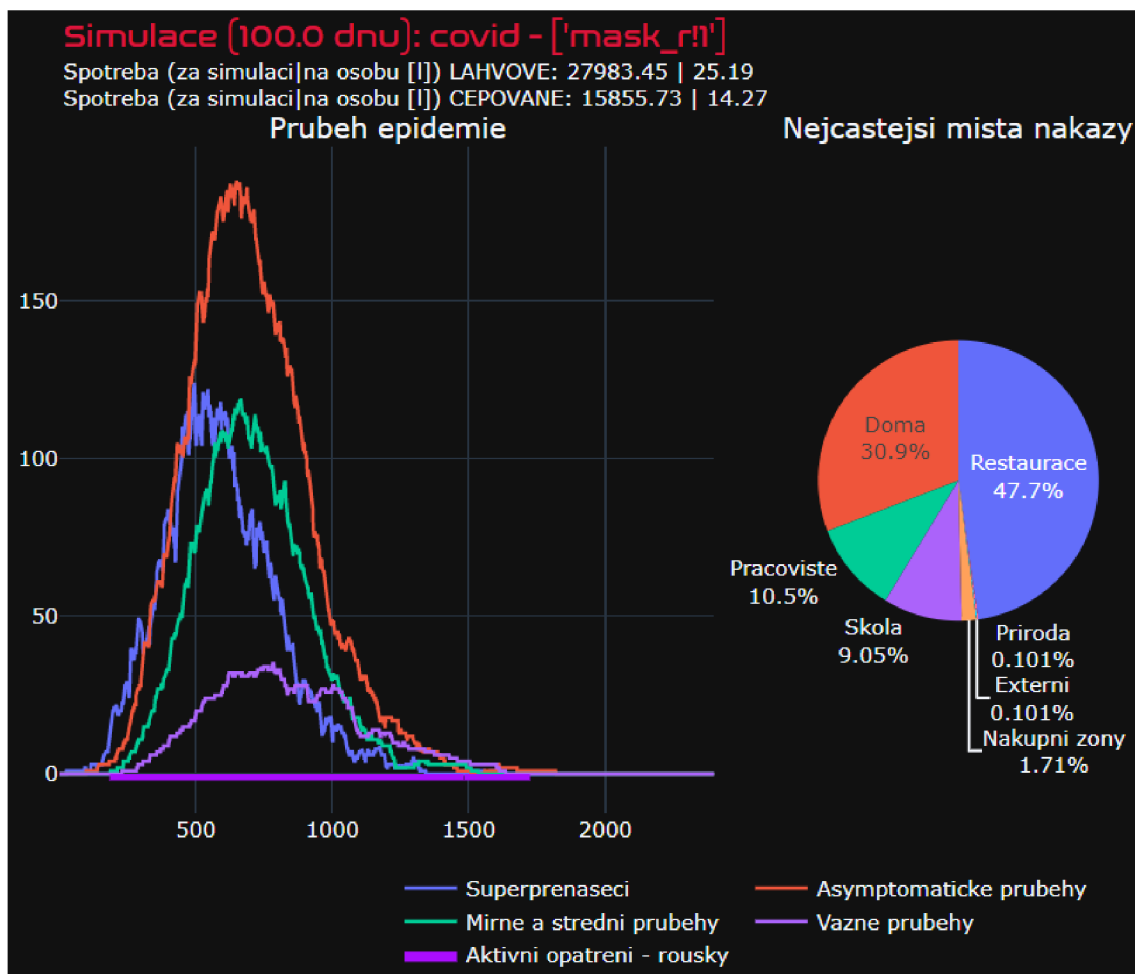 Simulace (100.0 dnu): covid - ['mask_r!1']
Spotreba (za simulaci|na osobu [l]) LAHVOVE: 27983.45 | 25.19
Spotreba (za simulaci|na osobu [l]) CEPOVANE: 15855.73 | 14.27
Prubeh epidemie
Nejcastejsi mista nakazy
150
100
50
0
500
1000
1500
2000
Doma
30.9%
Restaurace
47.7%
Pracoviste
10.5%
Skola
9.05%
Priroda
0.101%
Externi
0.101%
Nakupni zony
1.71%
Superprenaseci
Asymptomaticke prubehy
Mirne a stredni prubehy
Vazne prubehy
Aktivni opatreni - rousky